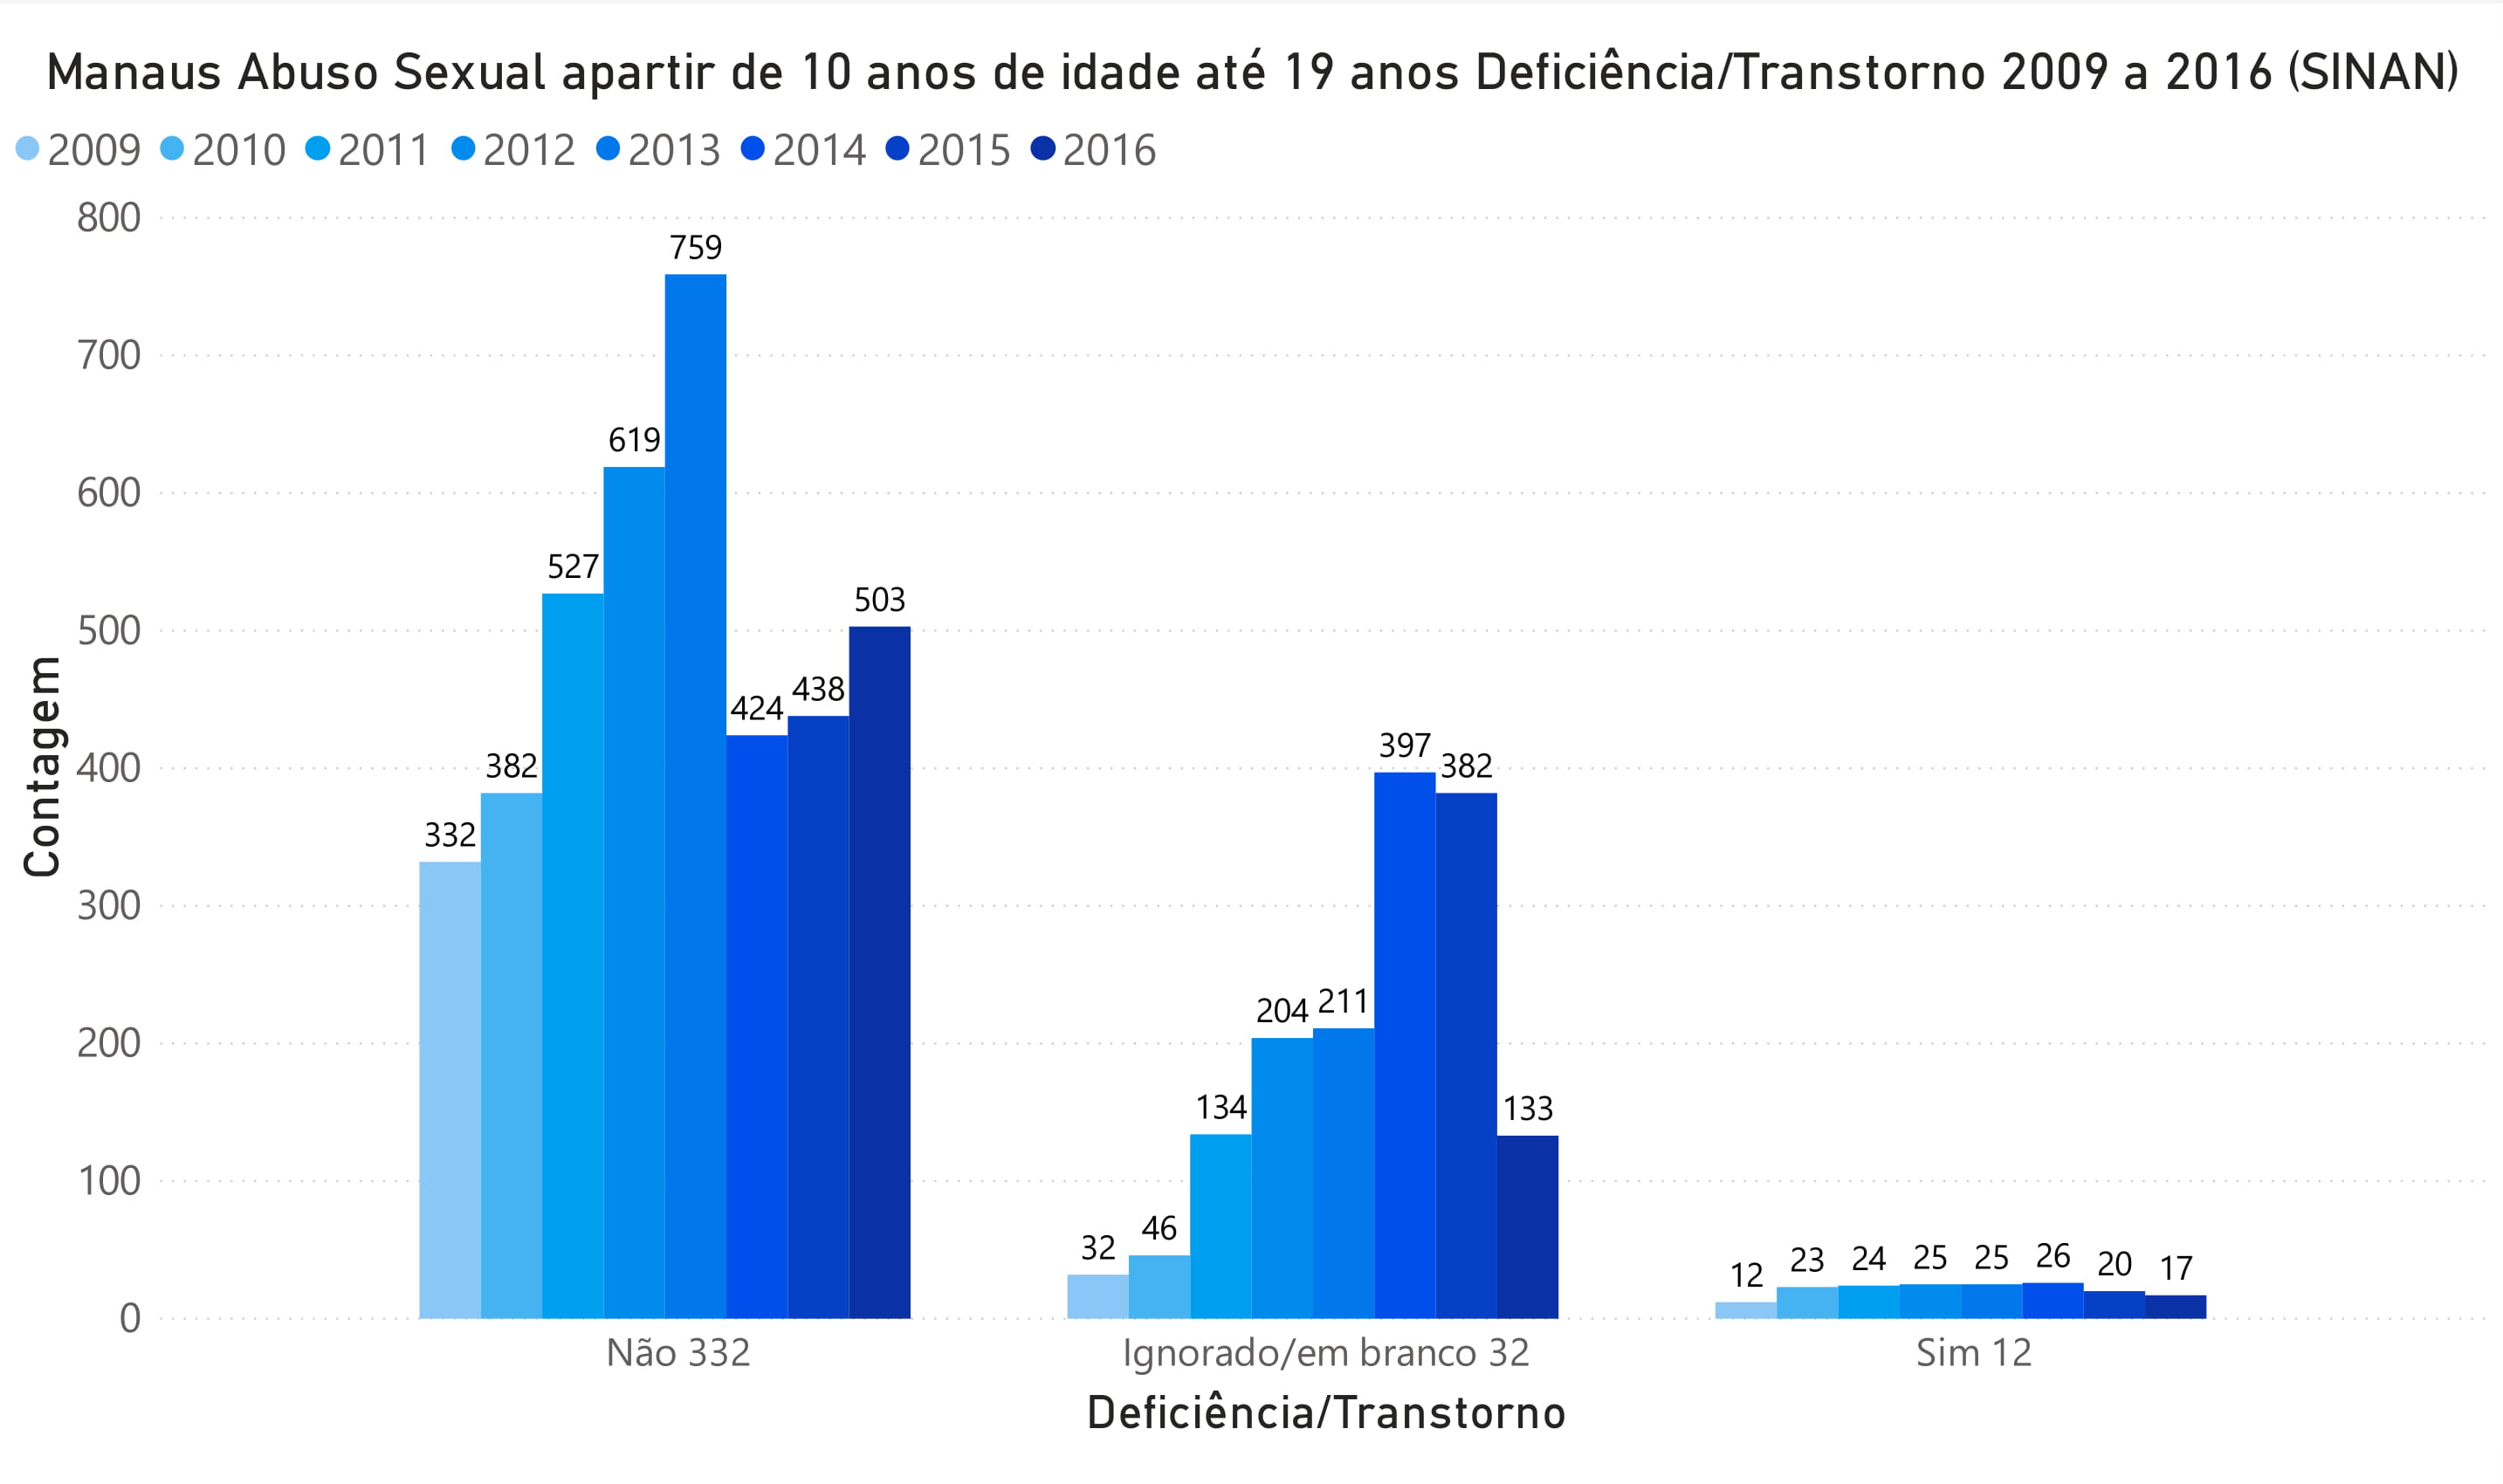 Manaus Abuso Sexual apartir de 10 anos de idade até 19 anos Deficiência/Transtorno 2009 a 2016 (SINAN)
2009 2010 2011 2012 2013 2014 2015 2016
800
700
600
500
400
300
200
100
0
Contagem
332 382 527 619 759 424 438 503
32 46 134 204 211 397 382 133
12 23 24 25 25 26 20 17
Não 332 Ignorado/em branco 32 Sim 12
Deficiência/Transtorno